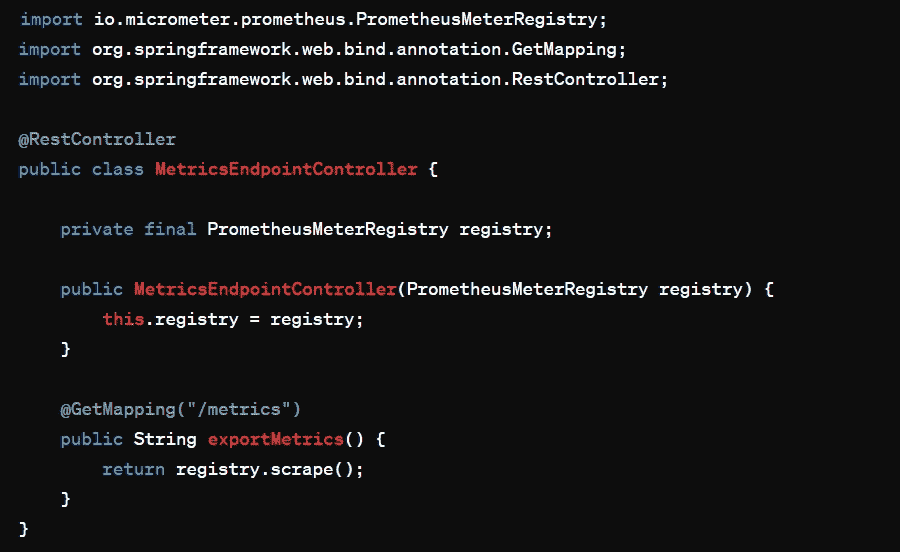 import io.micrometer.prometheus.PrometheusMeterRegistry;
import org.springframework.web.bind.annotation.GetMapping;
import org.springframework.web.bind.annotation.RestController;

@RestController
public class MetricsEndpointController {

    private final PrometheusMeterRegistry registry;

    public MetricsEndpointController(PrometheusMeterRegistry registry) {
        this.registry = registry;
    }

    @GetMapping("/metrics")
    public String exportMetrics() {
        return registry.scrape();
    }
}